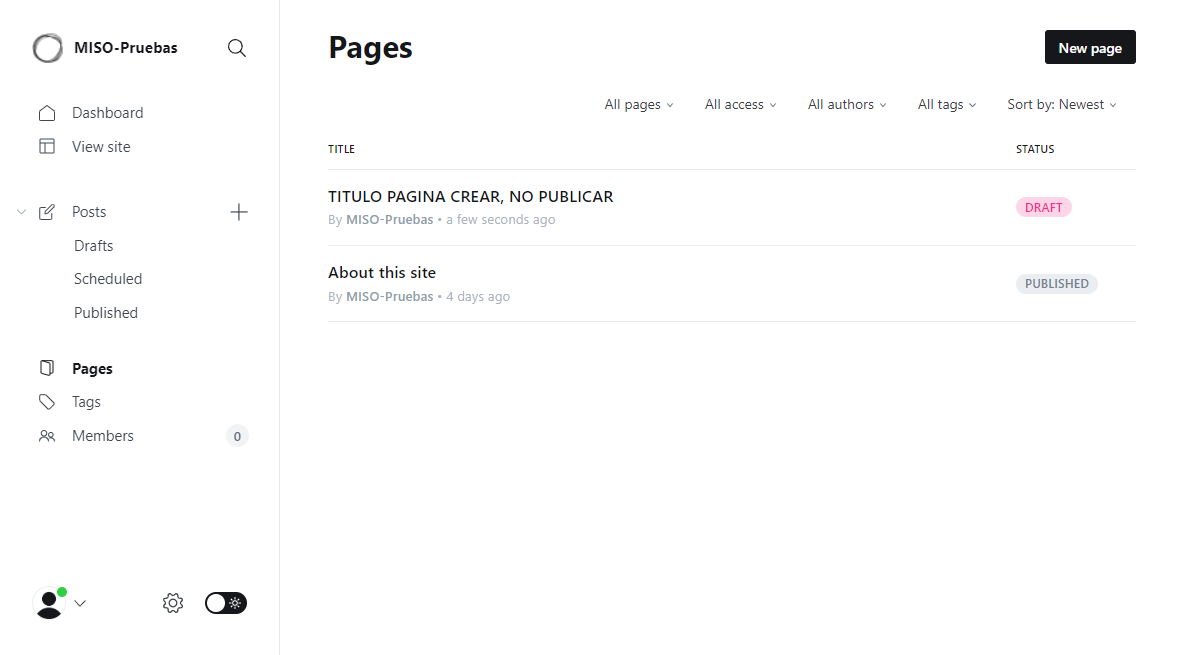 MISO-Pruebas
Dashboard
View site
Posts
Drafts
Scheduled
Published
Pages
Tags
Members 0
Pages
New page
All pages All access All authors All tags Sort by: Newest
TITLE STATUS
TITULO PAGINA CREAR, NO PUBLICAR
By MISO-Pruebas • a few seconds ago
DRAFT
About this site
By MISO-Pruebas • 4 days ago
PUBLISHED